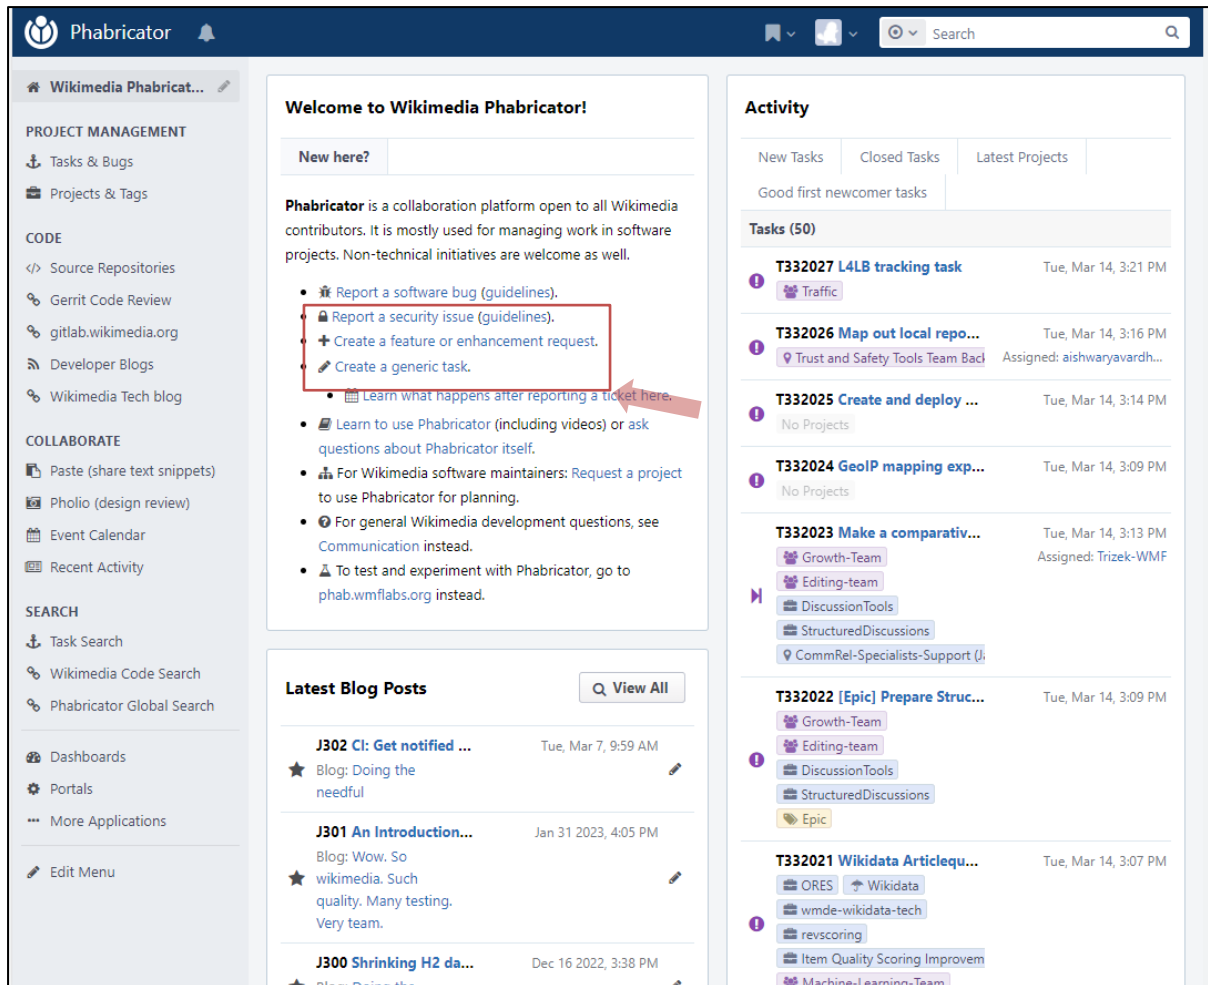 Phabricator
Search
Wikimedia Phabricat...
PROJECT MANAGEMENT
Tasks & Bugs
Projects & Tags
CODE
Source Repositories
Gerrit Code Review
gitlab.wikimedia.org
Developer Blogs
Wikimedia Tech blog
COLLABORATE
Paste (share text snippets)
Pholio (design review)
Event Calendar
Recent Activity
SEARCH
Task Search
Wikimedia Code Search
Phabricator Global Search
Dashboards
Portals
More Applications
Edit Menu
Welcome to Wikimedia Phabricator!
New here?
Phabricator is a collaboration platform open to all Wikimedia
contributors. It is mostly used for managing work in software
projects. Non-technical initiatives are welcome as well.
Report a software bug (guidelines).
Report a security issue (guidelines).
Create a feature or enhancement request.
Create a generic task.
Learn what happens after reporting a ticket here.
Learn to use Phabricator (including videos) or ask
questions about Phabricator itself.
For Wikimedia software maintainers: Request a project
to use Phabricator for planning.
For general Wikimedia development questions, see
Communication instead.
To test and experiment with Phabricator, go to
phab.wmflabs.org instead.
Latest Blog Posts
View All
J302 CI: Get notified ... Tue, Mar 7, 9:59 AM
Blog: Doing the
needful
J301 An Introduction... Jan 31 2023, 4:05 PM
Blog: Wow. So
wikimedia. Such
quality. Many testing.
Very team.
J300 Shrinking H2 da... Dec 16 2022, 3:38 PM
Blog: Doing the
Activity
New Tasks Closed Tasks Latest Projects
Good first newcomer tasks
Tasks (50)
T332027 L4LB tracking task Tue, Mar 14, 3:21 PM
Traffic
T332026 Map out local repo... Tue, Mar 14, 3:16 PM
Trust and Safety Tools Team Back Assigned: aishwaryavardh...
T332025 Create and deploy ... Tue, Mar 14, 3:14 PM
No Projects
T332024 GeoIP mapping exp... Tue, Mar 14, 3:09 PM
No Projects
T332023 Make a comparativ... Tue, Mar 14, 3:13 PM
Growth-Team Assigned: Trizek-WMF
Editing-team
DiscussionTools
StructuredDiscussions
CommRel-Specialists-Support (Ja
T332022 [Epic] Prepare Struc... Tue, Mar 14, 3:09 PM
Growth-Team
Editing-team
DiscussionTools
StructuredDiscussions
Epic
T332021 Wikidata Articlequ... Tue, Mar 14, 3:07 PM
ORES Wikidata
wmde-wikidata-tech
revscoring
Item Quality Scoring Improvem
Machine-Learning-Team